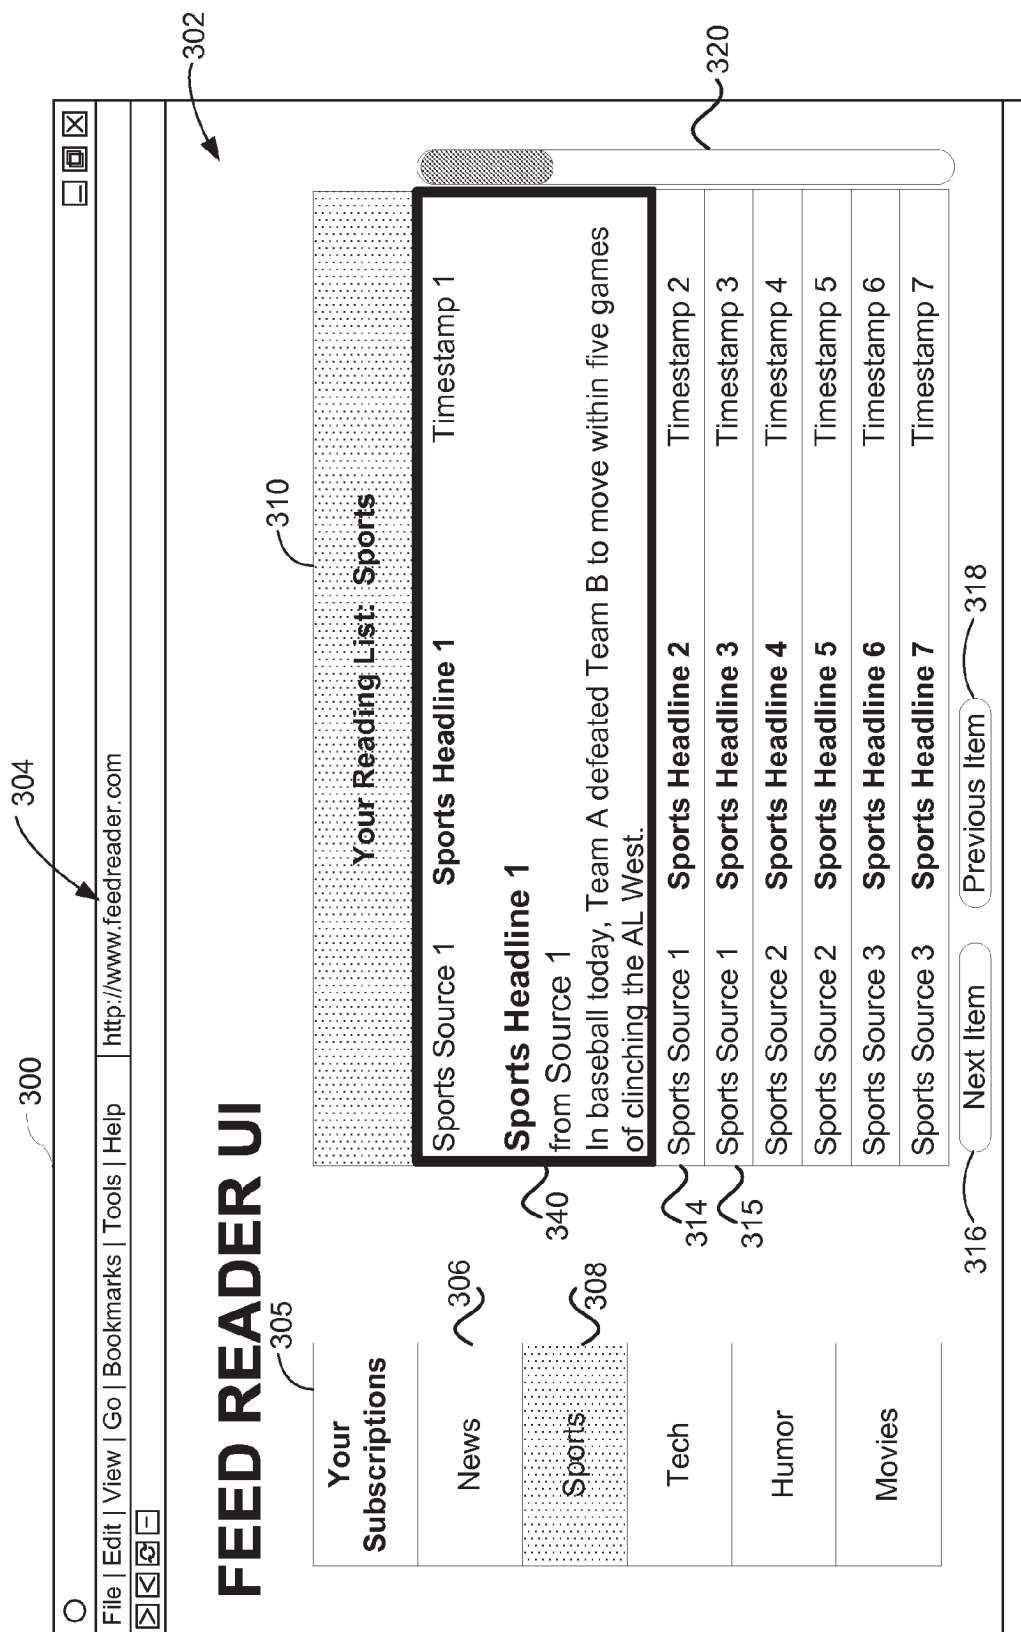 300
304
302
File | Edit | View | Go | Bookmarks | Tools | Help
http://www.feedreader.com
FEED READER UI
305
Your
Subscriptions
News
306
Sports
308
Tech
Humor
Movies
310
Your Reading List: Sports
Sports Source 1 Sports Headline 1 Timestamp 1
Sports Headline 1
from Source 1
In baseball today, Team A defeated Team B to move within five games
of clinching the AL West.
340
Sports Source 1 Sports Headline 2 Timestamp 2
314
Sports Source 1 Sports Headline 3 Timestamp 3
315
Sports Source 2 Sports Headline 4 Timestamp 4
Sports Source 2 Sports Headline 5 Timestamp 5
Sports Source 3 Sports Headline 6 Timestamp 6
Sports Source 3 Sports Headline 7 Timestamp 7
320
316
Next Item
Previous Item
318